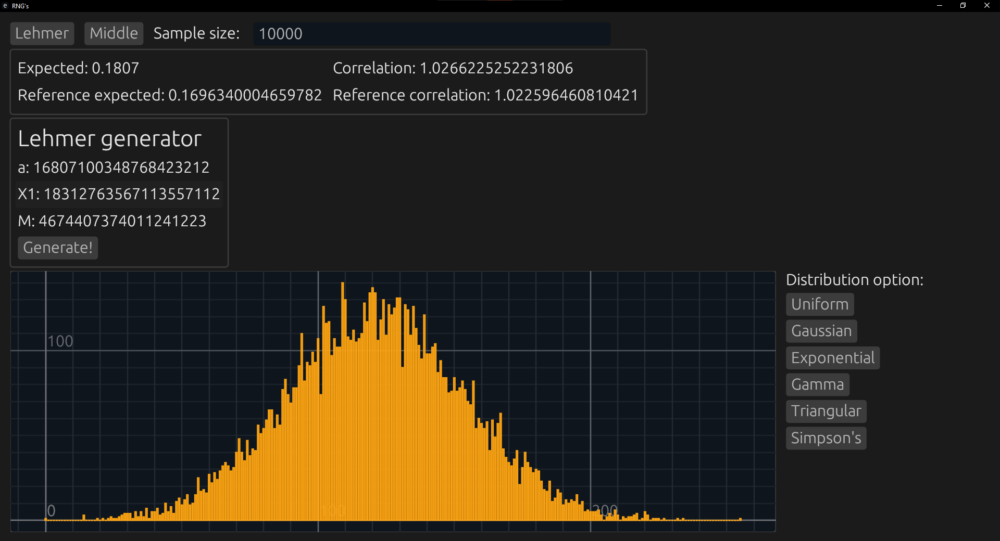 e RNG's
Lehmer Middle Sample size: 10000
Expected: 0.1807 Correlation: 1.0266225252231806
Reference expected: 0.1696340004659782 Reference correlation: 1.022596460810421
Lehmer generator
a: 16807100348768423212
X1: 18312763567113557112
M: 4674407374011241223
Generate!
Distribution option:
Uniform
Gaussian
Exponential
Gamma
Triangular
Simpson's
100
0 100 200